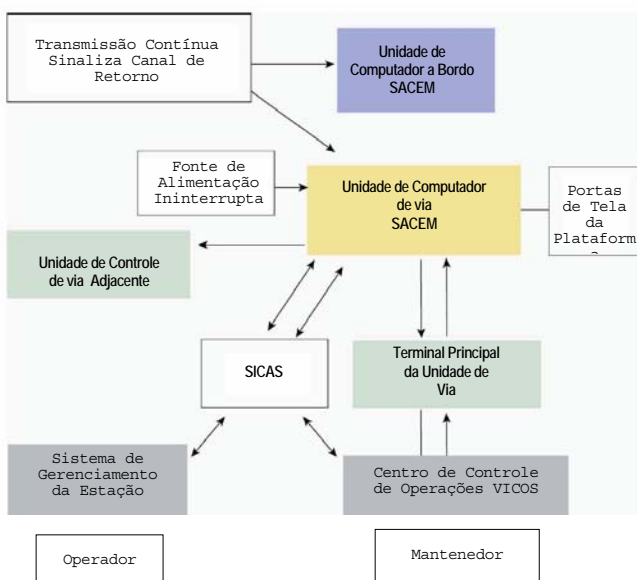 Transmissão Contínua
Sinaliza Canal de
Retorno
Unidade de
Computador a Bordo
SACEM
Fonte de
Alimentação
Ininterrupta
Unidade de Computador
de via
SACEM
Portas
de Tela
da
Plataform
Unidade de Controle
de via Adjacente
SICAS
Terminal Principal
da Unidade de
Via
Sistema de
Gerenciamento
da Estação
Centro de Controle
de Operações VICOS
Operador
Mantenedor